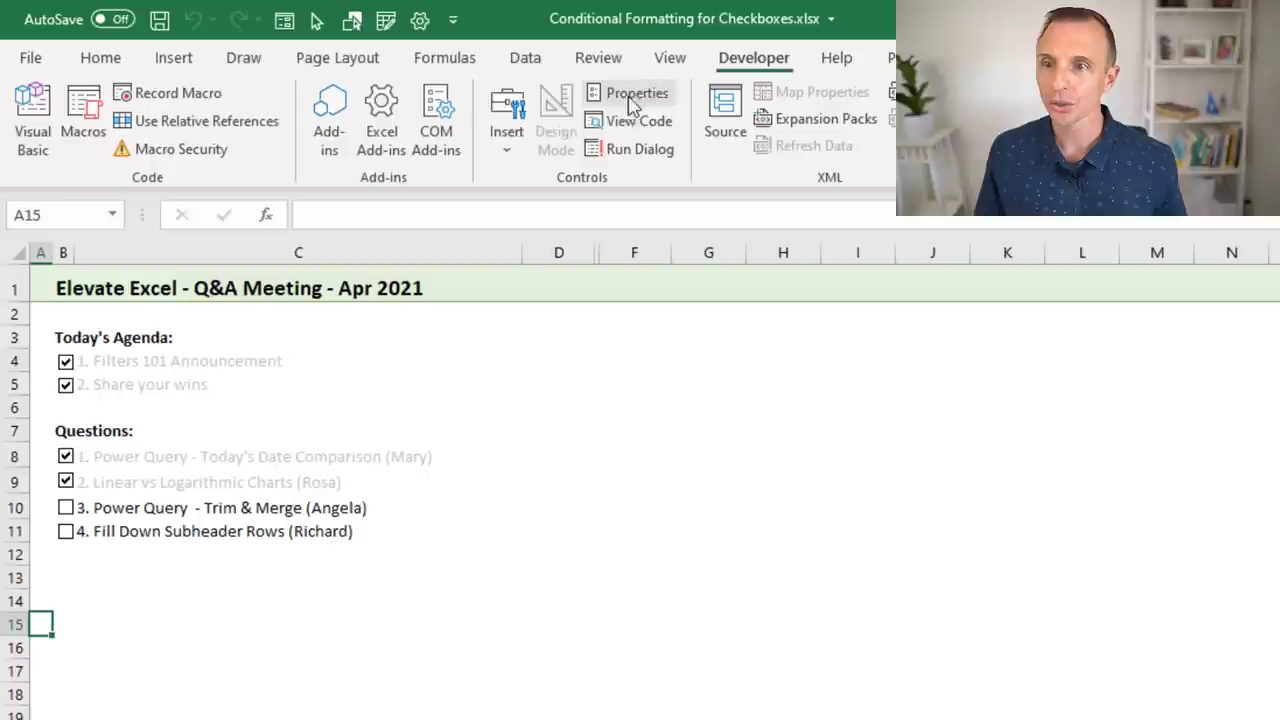 AutoSave Off Conditional Formatting for Checkboxes.xlsx
File Home Insert Draw Page Layout Formulas Data Review View Developer Help
Visual Basic
Macros
Record Macro
Use Relative References
Macro Security
Code
Add-ins
Excel Add-ins
COM Add-ins
Add-ins
Insert
Design Mode
Properties
View Code
Run Dialog
Controls
Source
Map Properties
Expansion Packs
Refresh Data
XML
A15 fx
A B C D F G H I J K L M N
1 Elevate Excel - Q&A Meeting - Apr 2021
2
3 Today's Agenda:
4 1. Filters 101 Announcement
5 2. Share your wins
6
7 Questions:
8 1. Power Query - Today's Date Comparison (Mary)
9 2. Linear vs Logarithmic Charts (Rosa)
10 3. Power Query - Trim & Merge (Angela)
11 4. Fill Down Subheader Rows (Richard)
12
13
14
15
16
17
18
19